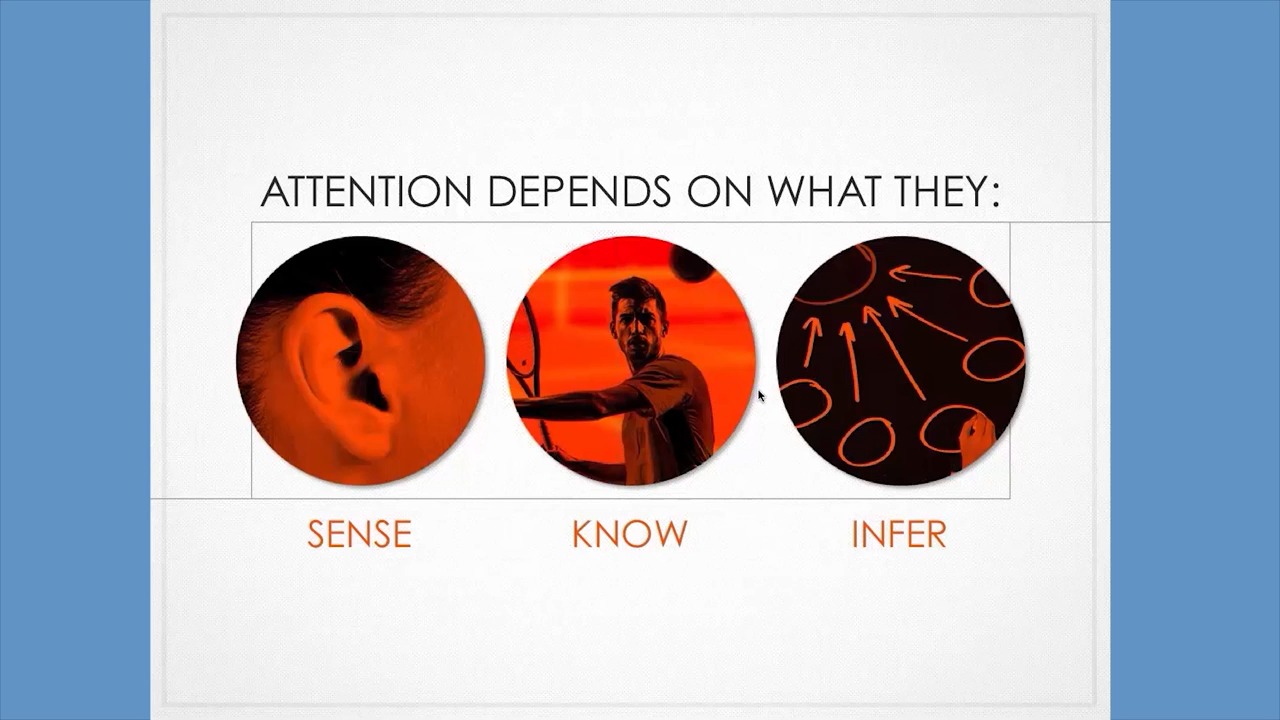 ATTENTION DEPENDS ON WHAT THEY:
SENSE
KNOW
INFER